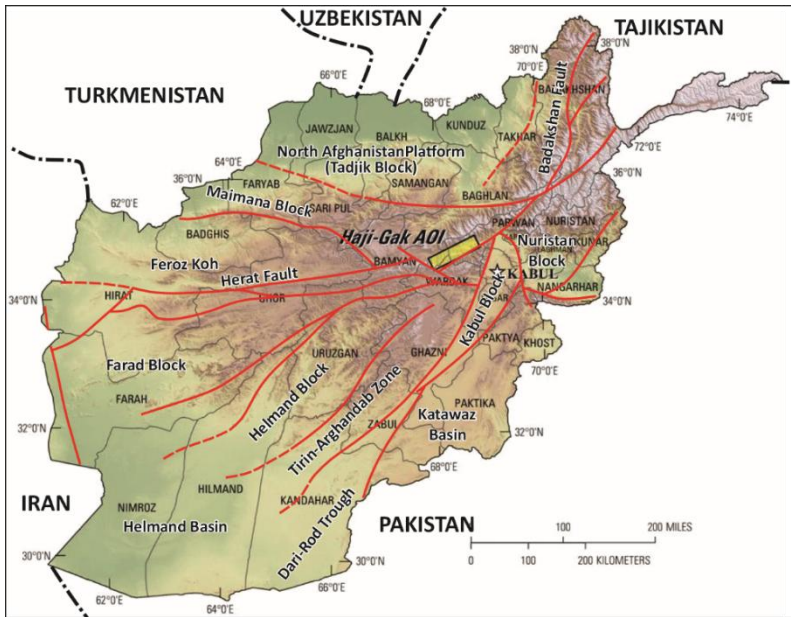 UZBEKISTAN
TAJIKISTAN
TURKMENISTAN
38°0'N
38°0'N
66°0'E
70°0'E
68°0'E
74°0'E
72°0'E
BADAKHSHAN
Badakshan Fault
JAWZJAN
BALKH
KUNDUZ
TAKHAR
North Afghanistan Platform
(Tadjik Block)
64°0'E
36°0'N
36°0'N
62°0'E
FARYAB
SAMANGAN
BAGHLAN
Maimana Block
SARI PUL
BADGHIS
Haji-Gak AOI
PARWAN
NURISTAN
Nuristan
Block
KUNAR
Feroz Koh
BAMYAN
Herat Fault
WARDAK
KABUL
NANGARHAR
34°0'N
34°0'N
HIRAT
GHOR
Kabul Block
PAKTYA
KHOST
70°0'E
Farad Block
URUZGAN
GHAZNI
FARAH
Helmand Block
Tirin-Arghandab Zone
Katawaz
Basin
PAKTIKA
32°0'N
32°0'N
ZABUL
68°0'E
IRAN
NIMROZ
HILMAND
KANDAHAR
Helmand Basin
Dari-Rod Trough
PAKISTAN
100
200 MILES
0
100
200 KILOMETERS
30°0'N
30°0'N
62°0'E
64°0'E
66°0'E